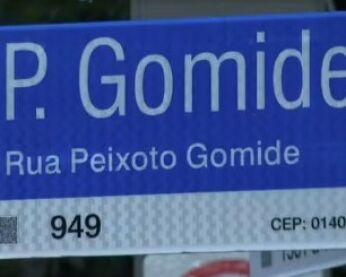 P. Gomide
Rua Peixoto Gomide
949 CEP: 0140